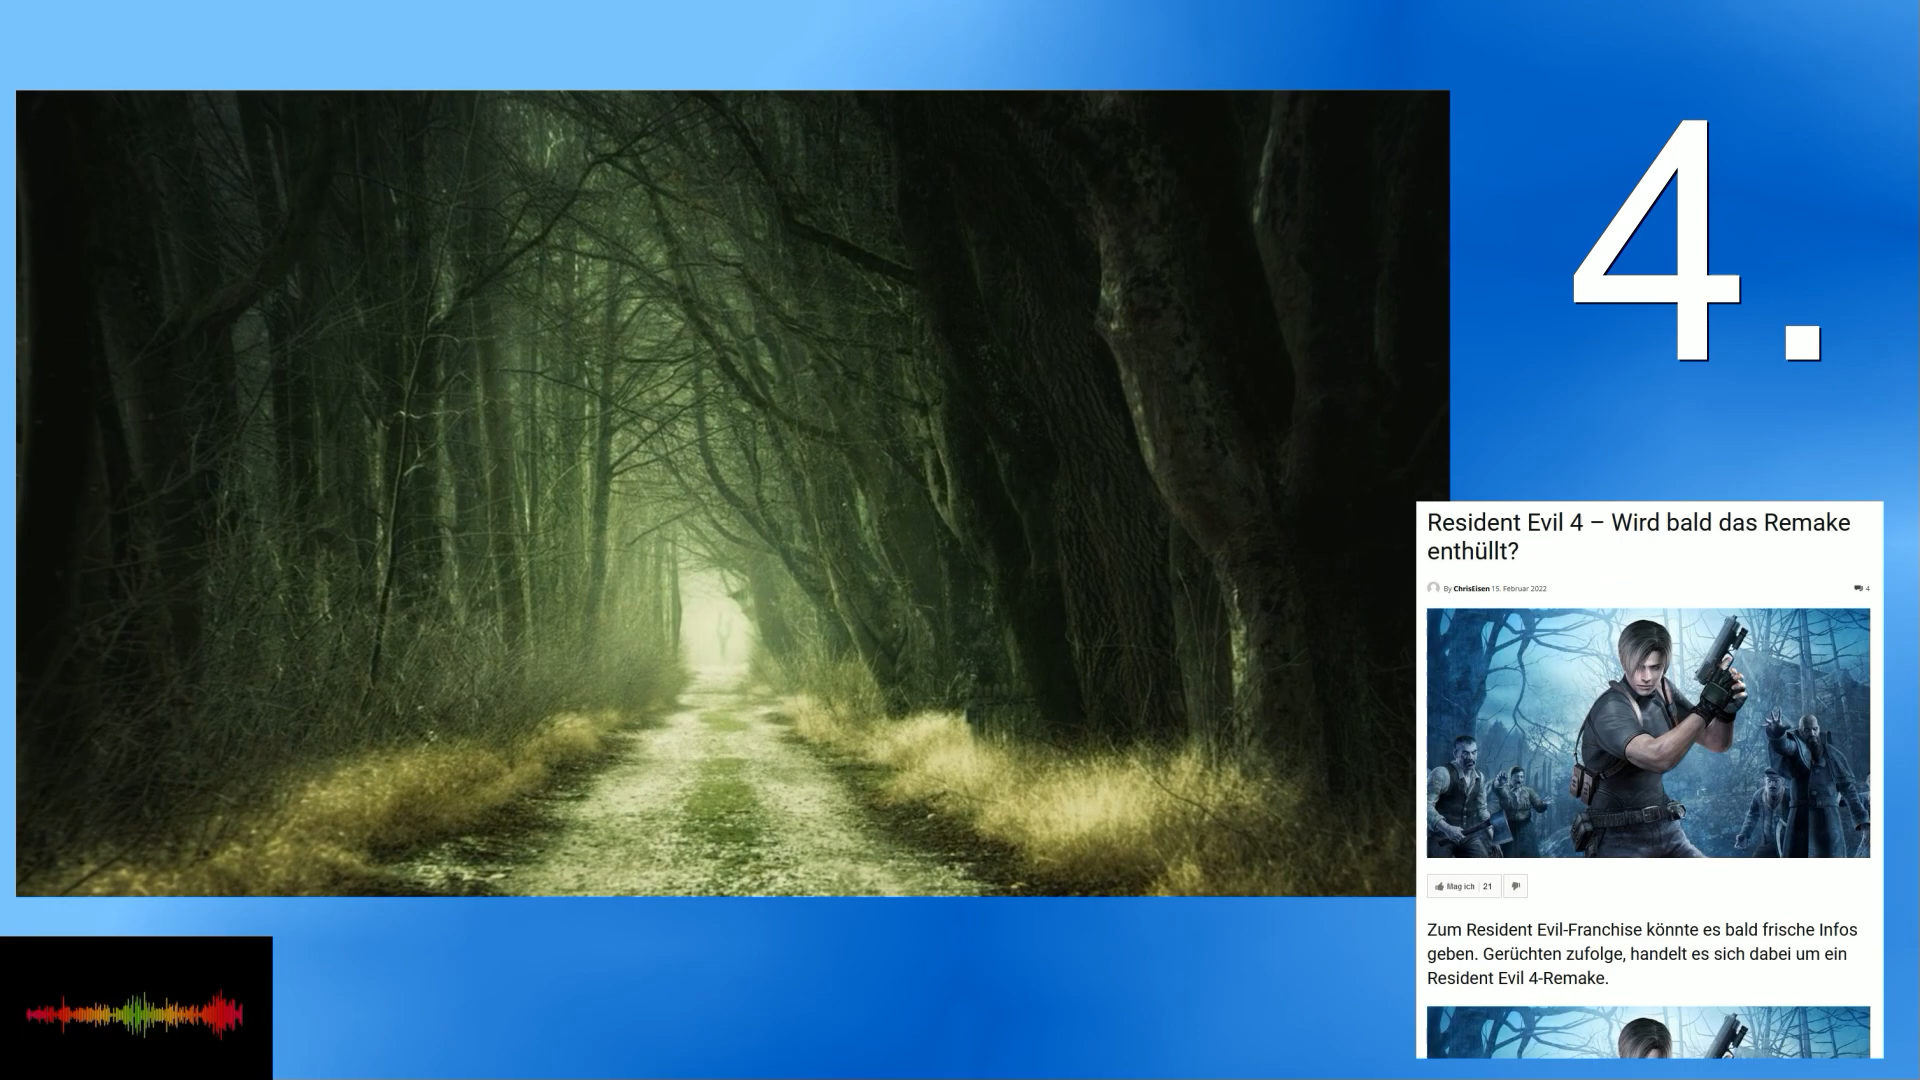 4.
Resident Evil 4 – Wird bald das Remake
enthüllt?
By ChrisEisen 15. Februar 2022
4
Mag ich 21
Zum Resident Evil-Franchise könnte es bald frische Infos
geben. Gerüchten zufolge, handelt es sich dabei um ein
Resident Evil 4-Remake.